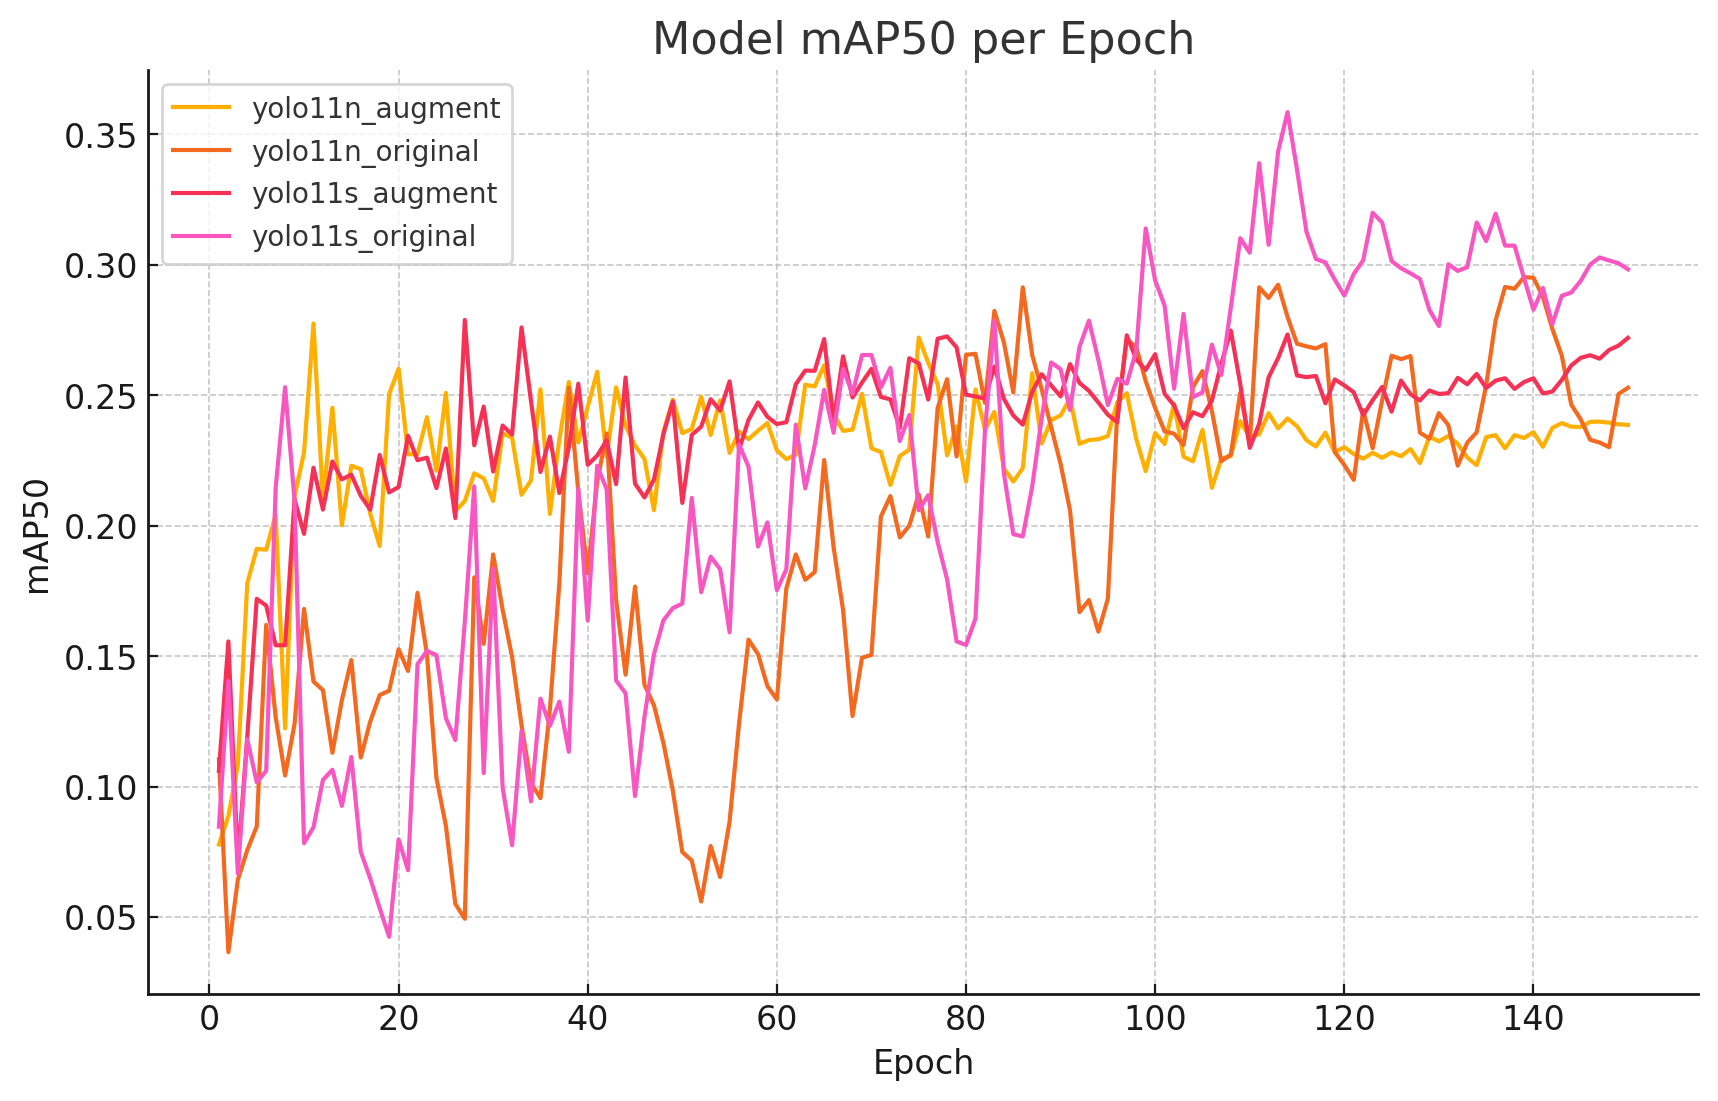 Model mAP50 per Epoch
yolo11n_augment
yolo11n_original
yolo11s_augment
yolo11s_original
mAP50
0.35
0.30
0.25
0.20
0.15
0.10
0.05
0 20 40 60 80 100 120 140
Epoch